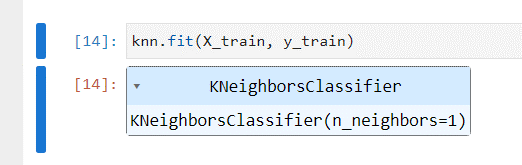 [14]: knn.fit(X_train, y_train)
[14]: ▾ KNeighborsClassifier
KNeighborsClassifier(n_neighbors=1)